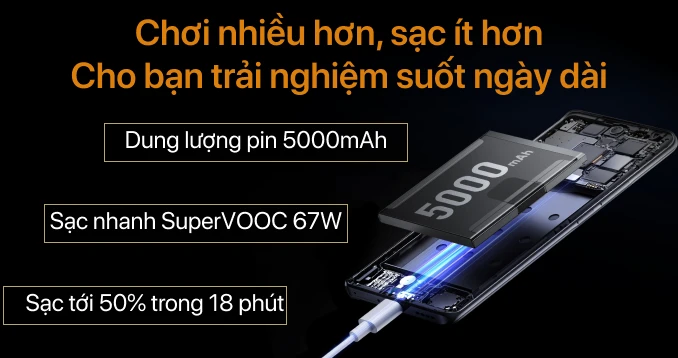 Chơi nhiều hơn, sạc ít hơn
Cho bạn trải nghiệm suốt ngày dài
Dung lượng pin 5000mAh
5000 mAh
Sạc nhanh SuperVOOC 67W
Sạc tới 50% trong 18 phút